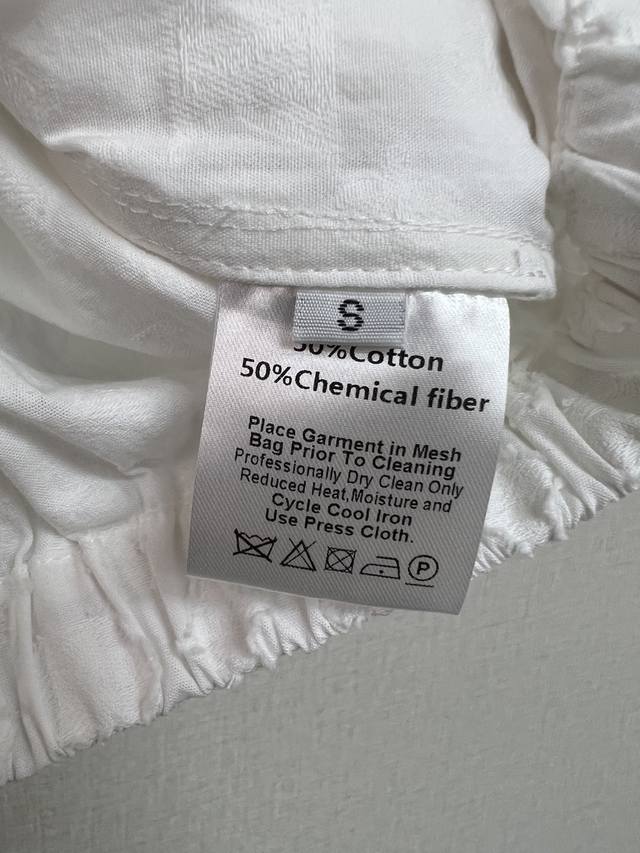 S
50%Cotton
50%Chemical fiber
Place Garment in Mesh
Bag Prior To Cleaning
Professionally Dry Clean Only
Reduced Heat,Moisture and
Cycle Cool Iron
Use Press Cloth.
P